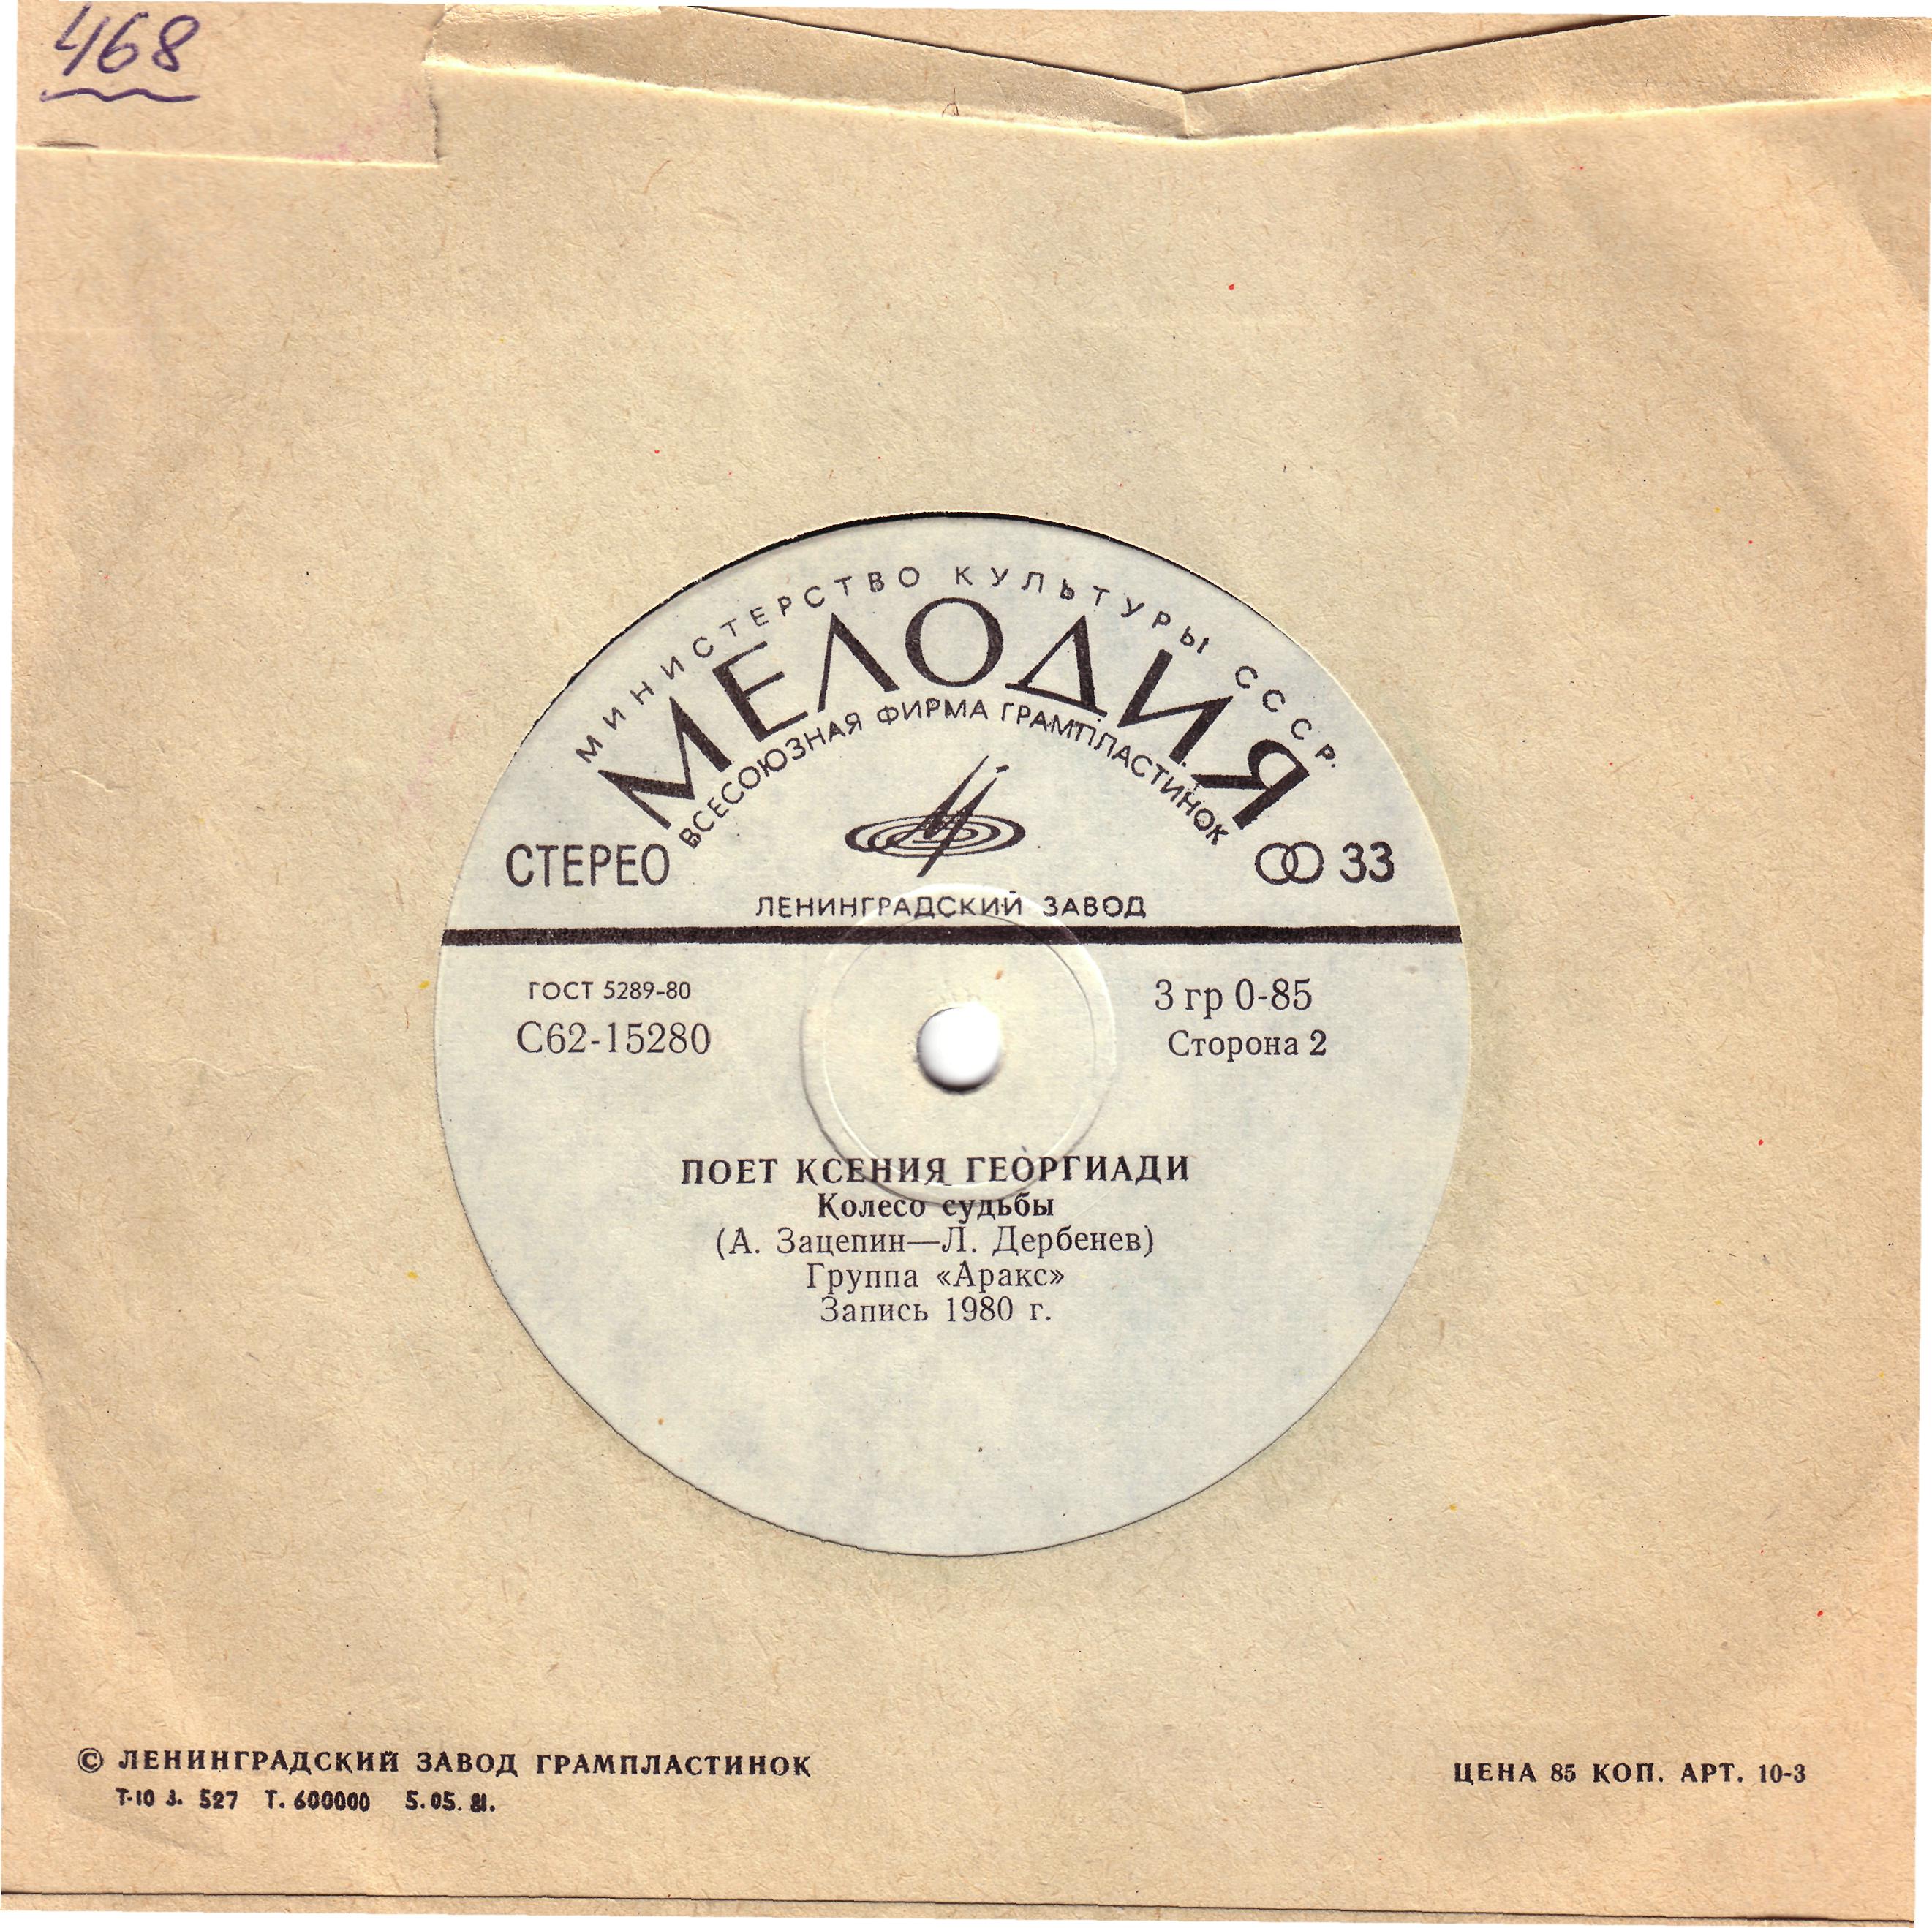 468
МИНИСТЕРСТВО КУЛЬТУРЫ СССР.
МЕЛОДИЯ
ВСЕСОЮЗНАЯ ФИРМА ГРАМПЛАСТИНОК
СТЕРЕО
33
ЛЕНИНГРАДСКИЙ ЗАВОД
ГОСТ 5289-80
3 гр 0-85
С62-15280
Сторона 2
ПОЕТ КСЕНИЯ ГЕОРГИАДИ
Колесо судьбы
(А. Зацепин—Л. Дербенев)
Группа «Аракс»
Запись 1980 г.
© ЛЕНИНГРАДСКИЙ ЗАВОД ГРАМПЛАСТИНОК
Т-10 З. 527 Т. 600000 5.05.81.
ЦЕНА 85 КОП. АРТ. 10-3